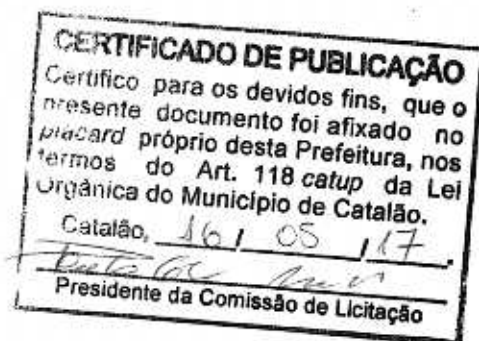 CERTIFICADO DE PUBLICAÇÃO
Certifico para os devidos fins, que o
presente documento foi afixado no
placard próprio desta Prefeitura, nos
termos do Art. 118 catup da Lei
Orgânica do Município de Catalão.
Catalão, 16 / 05 / 17.
Presidente da Comissão de Licitação